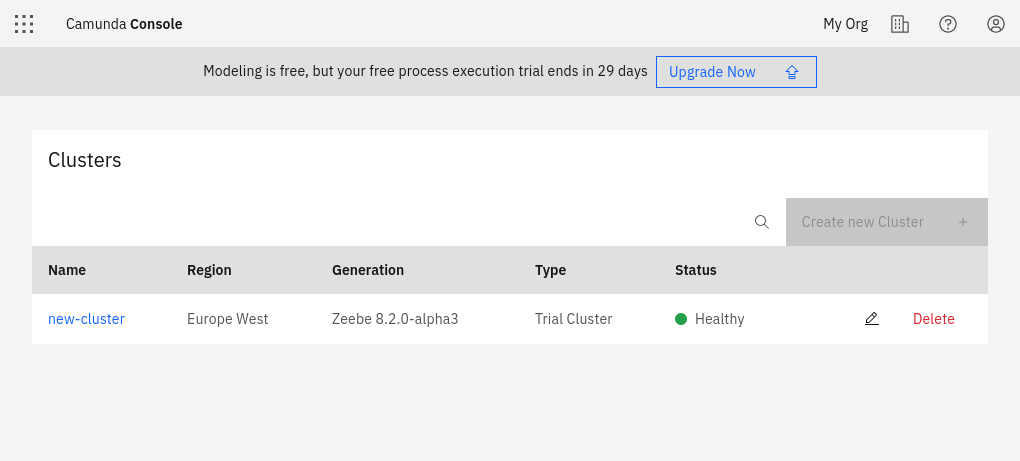 Camunda Console My Org
Modeling is free, but your free process execution trial ends in 29 days Upgrade Now
Clusters
Create new Cluster +
Name Region Generation Type Status
new-cluster Europe West Zeebe 8.2.0-alpha3 Trial Cluster Healthy Delete